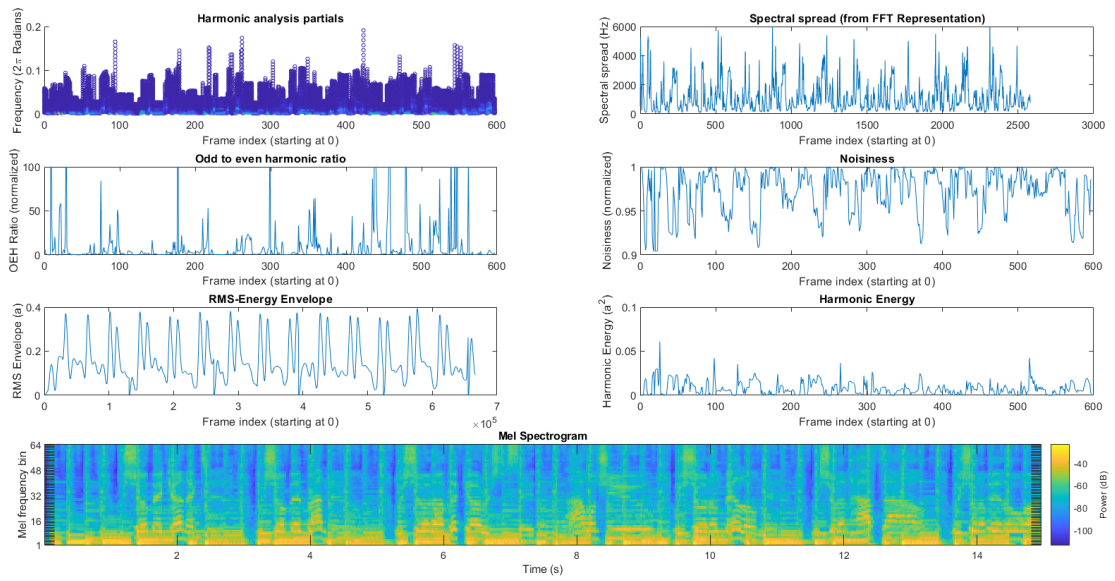 Harmonic analysis partials
Frequency (2π Radians)
0.2
0.1
0
0 100 200 300 400 500 600
Frame index (starting at 0)
Spectral spread (from FFT Representation)
Spectral spread (Hz)
6000
4000
2000
0
0 500 1000 1500 2000 2500 3000
Frame index (starting at 0)
Odd to even harmonic ratio
OEH Ratio (normalized)
100
50
0
0 100 200 300 400 500 600
Frame index (starting at 0)
Noisiness
Noisiness (normalized)
1
0.95
0.9
0 100 200 300 400 500 600
Frame index (starting at 0)
RMS-Energy Envelope
RMS Envelope (a)
0.4
0.2
0
0 1 2 3 4 5 6 7
×10⁵
Frame index (starting at 0)
Harmonic Energy
Harmonic Energy (a²)
0.1
0.05
0
0 100 200 300 400 500 600
Frame index (starting at 0)
Mel Spectrogram
Mel frequency bin
64
48
32
16
1
2 4 6 8 10 12 14
Time (s)
-40
-60
-80
-100
Power (dB)